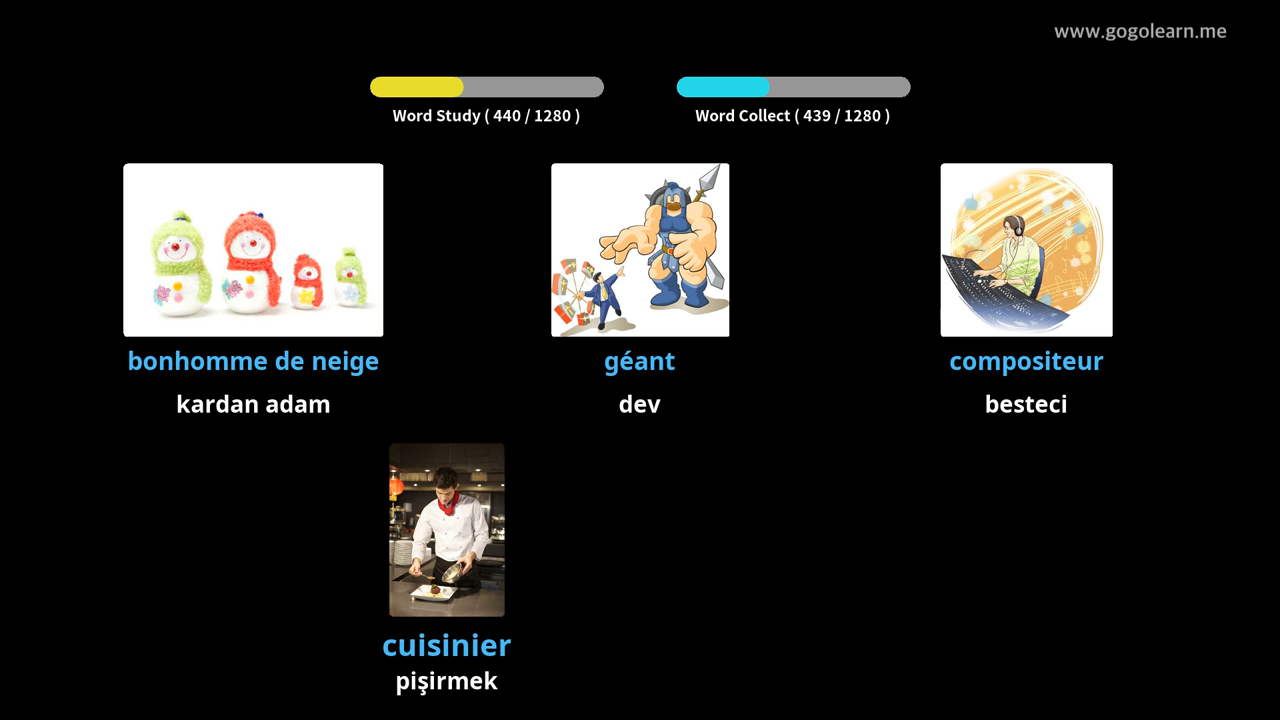 www.gogolearn.me
Word Study ( 440 / 1280 )
Word Collect ( 439 / 1280 )
bonhomme de neige
géant
compositeur
kardan adam
dev
besteci
cuisinier
pişirmek